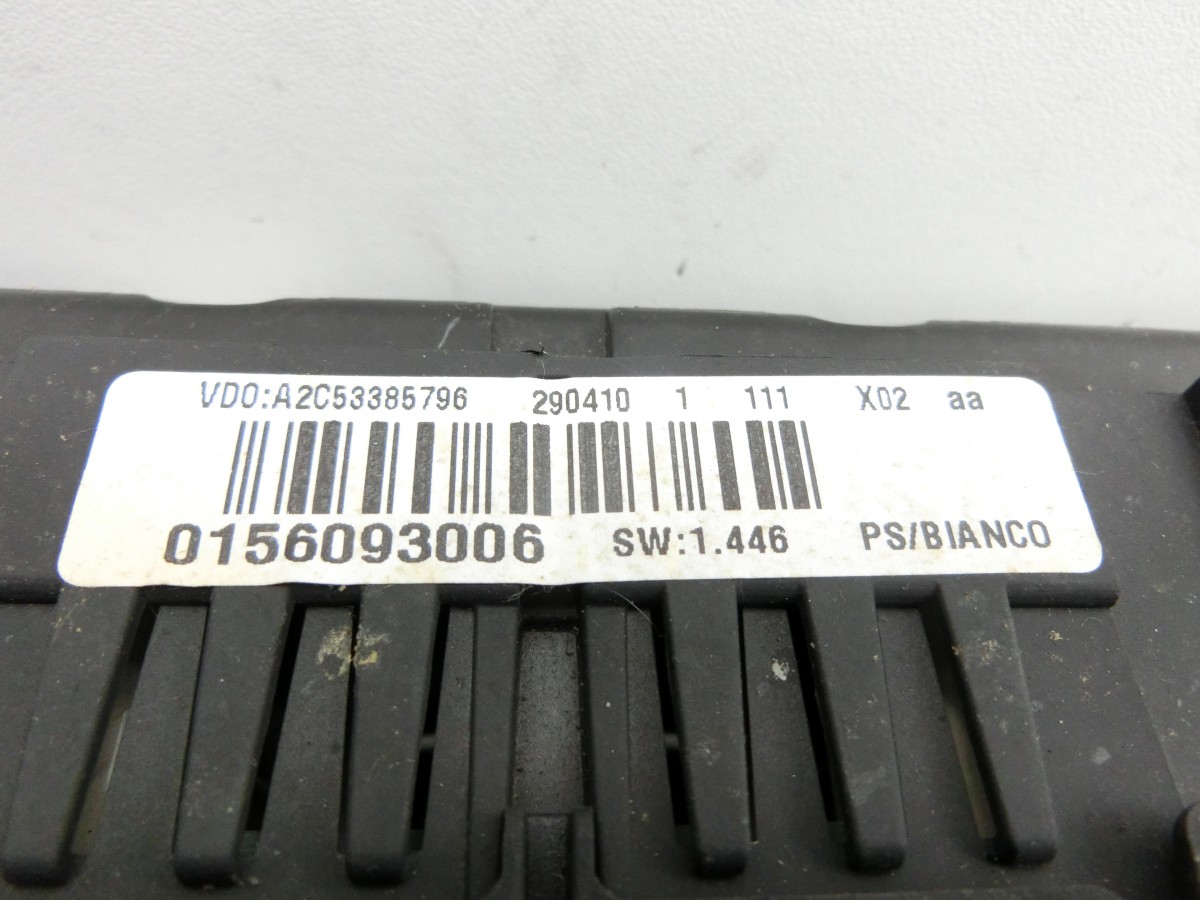 VDO:A2C53385796 290410 1 111 X02 aa
0156093006 SW:1.446 PS/BIANCO